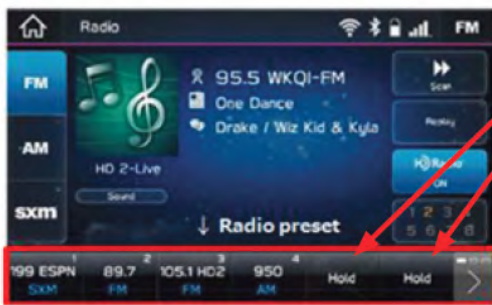 Radio
FM
FM
AM
sxm
95.5 WKQI-FM
One Dance
Drake / Wiz Kid & Kyla
HD 2-Live
Sound
Scan
Replay
HD Radio
ON
1 2 3 4
5 6 8
↓ Radio preset
1 2 3 4
199 ESPN 89.7 105.1 HD2 950 Hold Hold
SXM FM FM AM